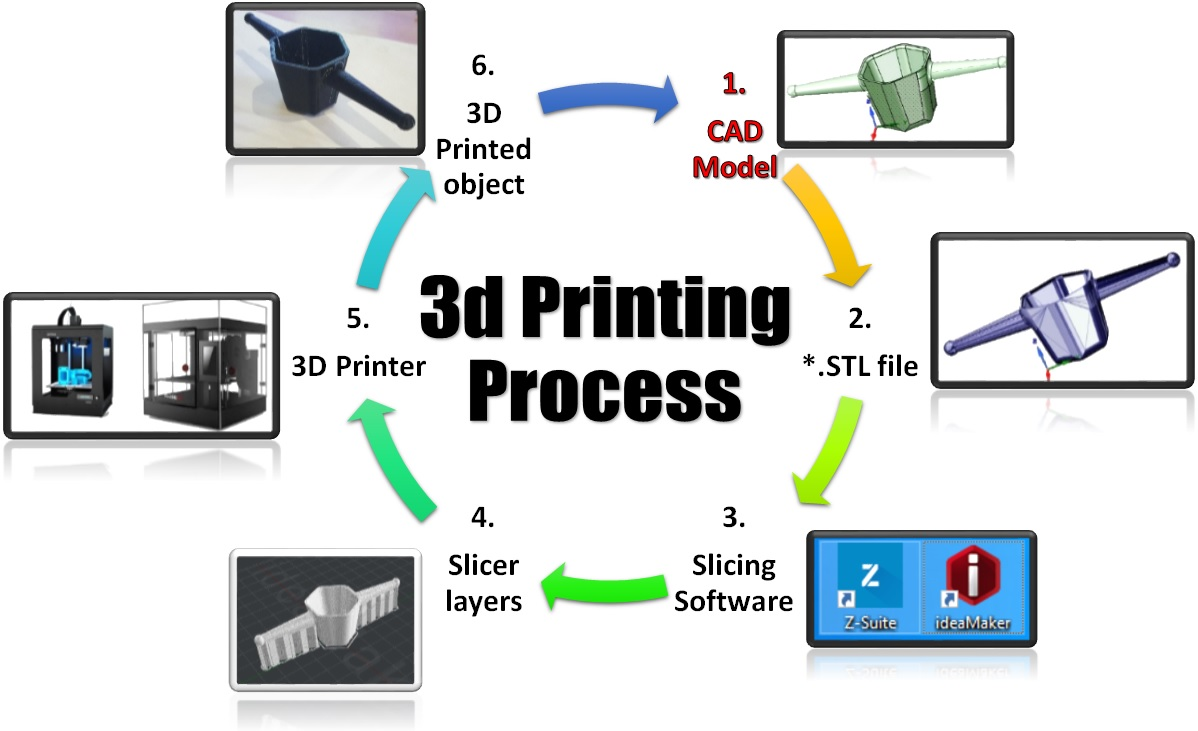 6.
3D
Printed
object
1.
CAD
Model
3d Printing
Process
5.
3D Printer
2.
*.STL file
4.
Slicer
layers
3.
Slicing
Software
Z
i
Z-Suite
ideaMaker